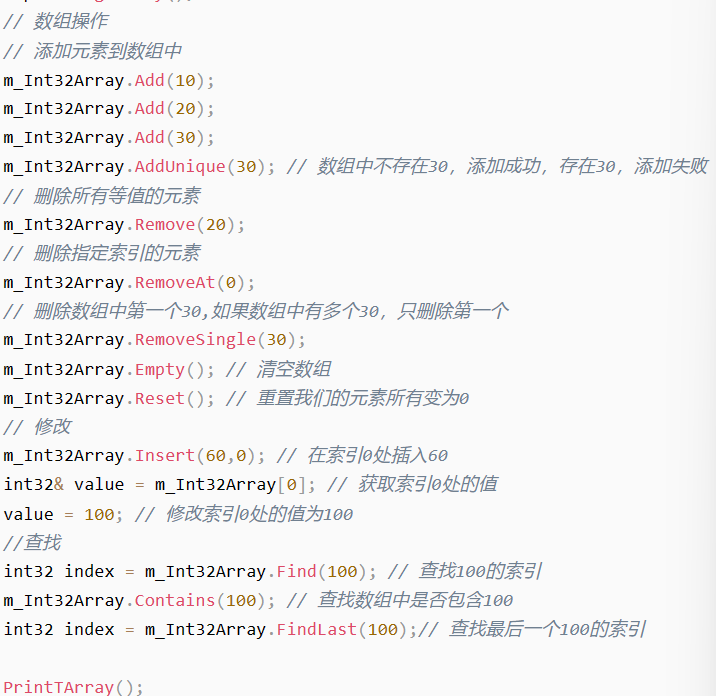 // 数组操作
// 添加元素到数组中
m_Int32Array.Add(10);
m_Int32Array.Add(20);
m_Int32Array.Add(30);
m_Int32Array.AddUnique(30); // 数组中不存在30，添加成功，存在30，添加失败
// 删除所有等值的元素
m_Int32Array.Remove(20);
// 删除指定索引的元素
m_Int32Array.RemoveAt(0);
// 删除数组中第一个30,如果数组中有多个30，只删除第一个
m_Int32Array.RemoveSingle(30);
m_Int32Array.Empty(); // 清空数组
m_Int32Array.Reset(); // 重置我们的元素所有变为0
// 修改
m_Int32Array.Insert(60,0); // 在索引0处插入60
int32& value = m_Int32Array[0]; // 获取索引0处的值
value = 100; // 修改索引0处的值为100
//查找
int32 index = m_Int32Array.Find(100); // 查找100的索引
m_Int32Array.Contains(100); // 查找数组中是否包含100
int32 index = m_Int32Array.FindLast(100);// 查找最后一个100的索引
PrintTArray();